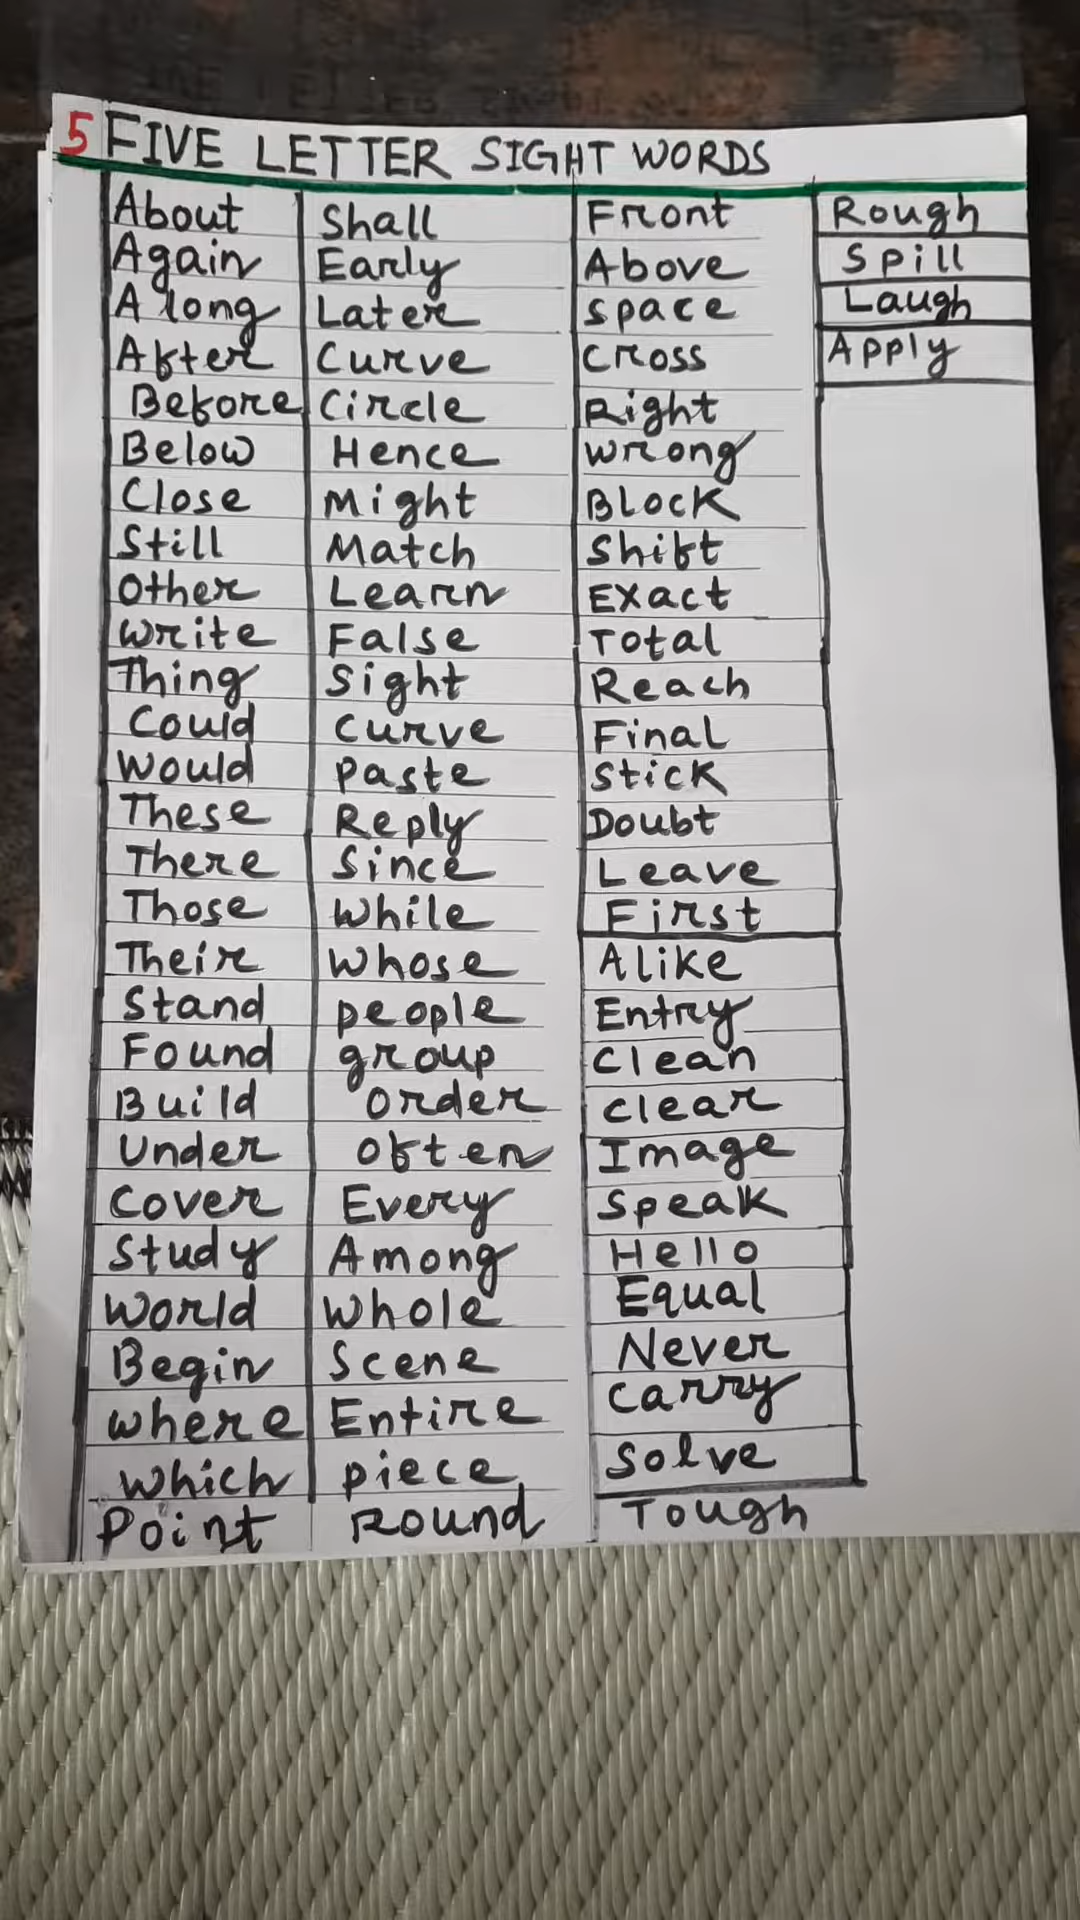 5 FIVE LETTER SIGHT WORDS
About
Again
A long
After
Before
Below
Close
Still
Other
Write
Thing
Could
Would
These
There
Those
Their
Stand
Found
Build
Under
Cover
Study
World
Begin
where
which
Point
Shall
Early
Later
Curve
Circle
Hence
Might
Match
Learn
False
Sight
Curve
Paste
Reply
Since
While
Whose
people
group
Order
Often
Every
Among
Whole
Scene
Entire
piece
Round
Front
Above
Space
Cross
Right
Wrong
Block
Shift
Exact
Total
Reach
Final
Stick
Doubt
Leave
First
Alike
Entry
Clean
Clear
Image
Speak
Hello
Equal
Never
Carry
Solve
Tough
Rough
Spill
Laugh
Apply